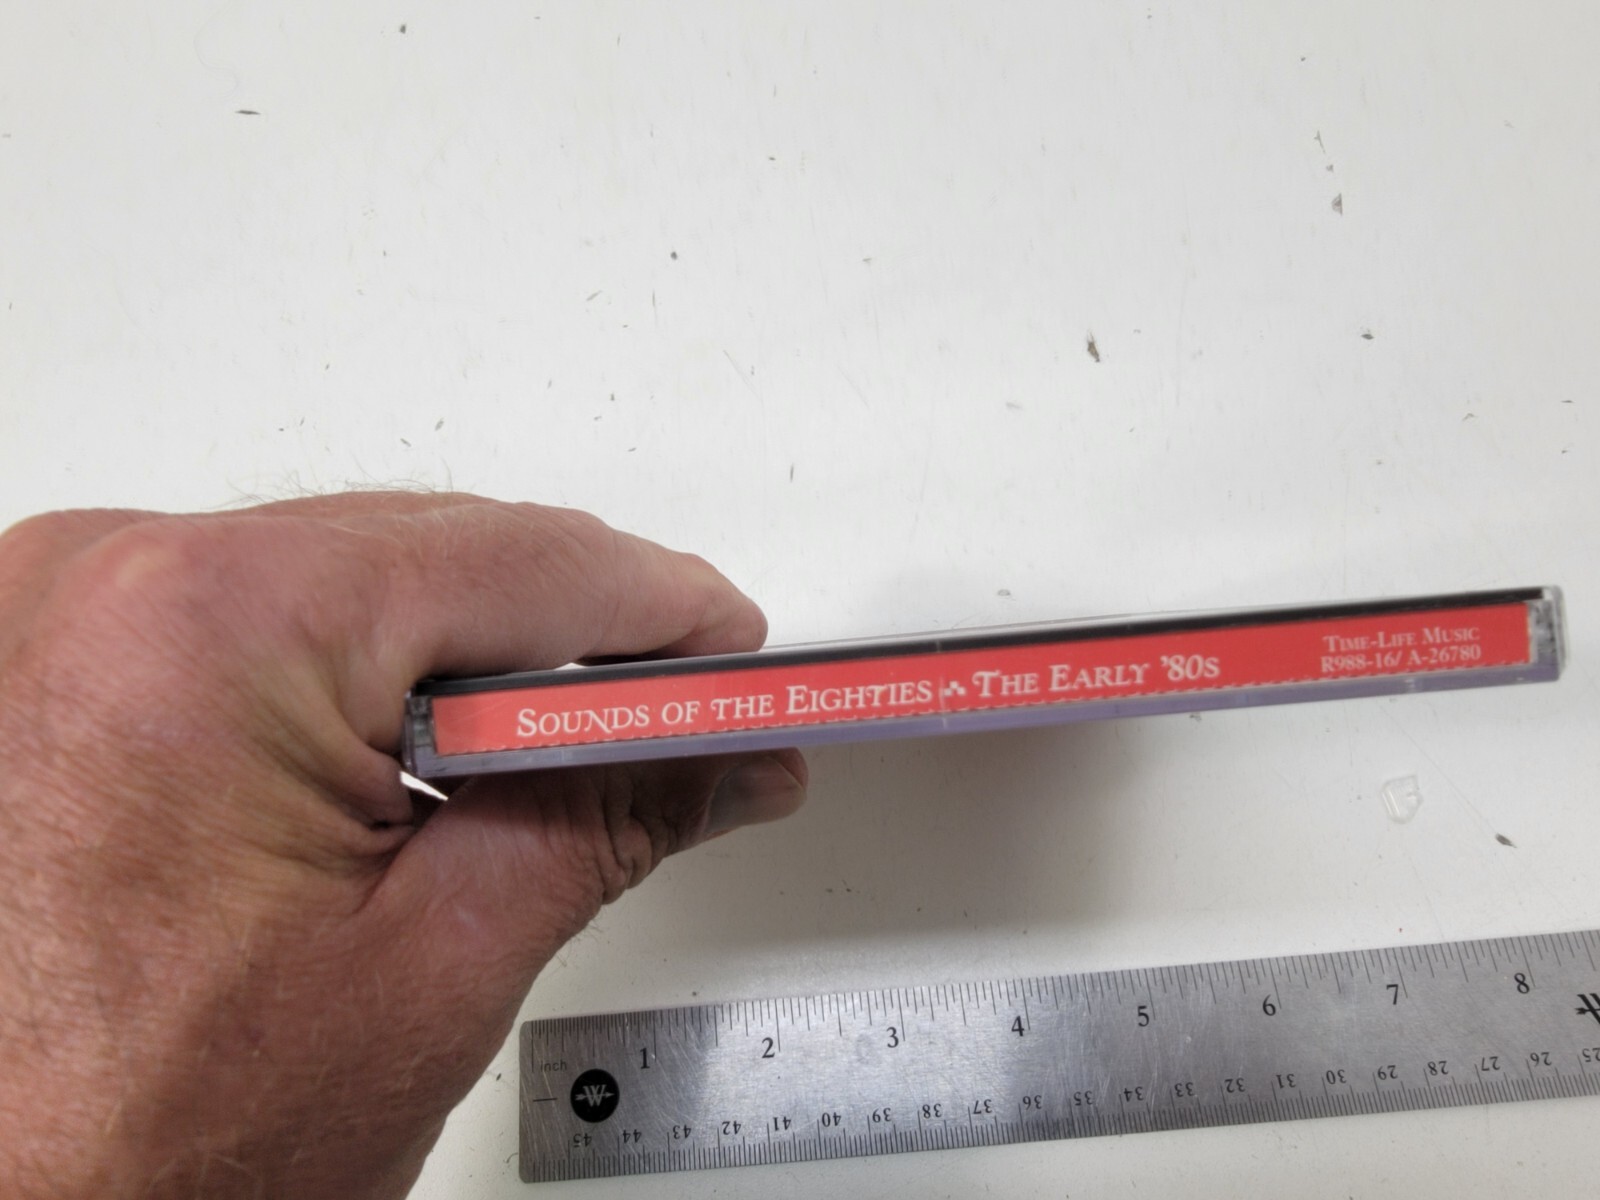 SOUNDS OF THE EIGHTIES THE EARLY '80S
TIME-LIFE MUSIC
R988-16/ A-26780
inch 1 2 3 4 5 6 7 8
W
45 44 43 42 41 40 39 38 37 36 35 34 33 32 31 30 29 28 27 26 25